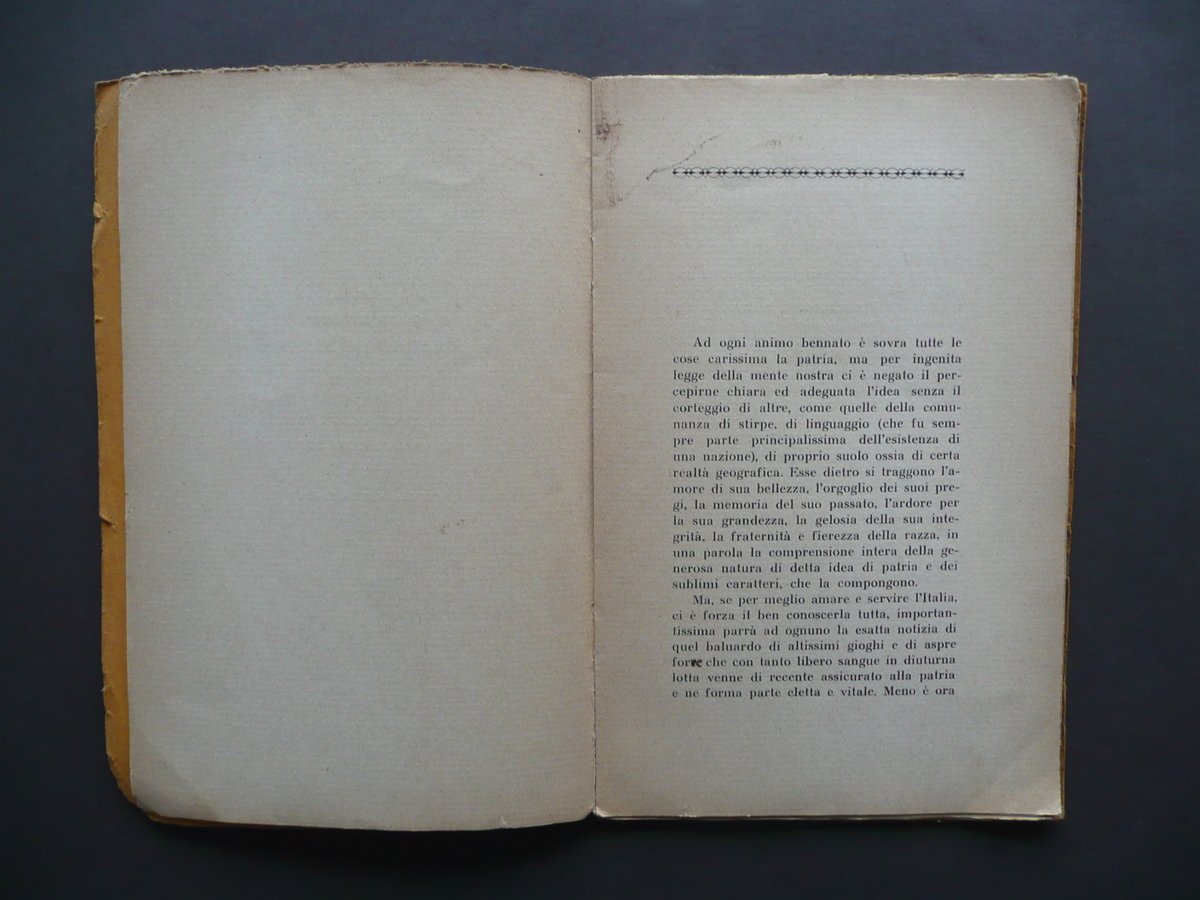 Ad ogni animo bennato è sovra tutte le
cose carissima la patria, ma per ingenita
legge della mente nostra ci è negato il per-
cepirne chiara ed adeguata l'idea senza il
corteggio di altre, come quelle della comu-
nanza di stirpe, di linguaggio (che fu sem-
pre parte principalissima dell'esistenza di
una nazione), di proprio suolo ossia di certa
realtà geografica. Esse dietro si traggono l'a-
more di sua bellezza, l'orgoglio dei suoi pre-
gi, la memoria del suo passato, l'ardore per
la sua grandezza, la gelosia della sua inte-
grità, la fraternità e fierezza della razza, in
una parola la comprensione intera della ge-
nerosa natura di detta idea di patria e dei
sublimi caratteri, che la compongono.
Ma, se per meglio amare e servire l'Italia,
ci è forza il ben conoscerla tutta, importan-
tissima parrà ad ognuno la esatta notizia di
quel baluardo di altissimi gioghi e di aspre
forre che con tanto libero sangue in diuturna
lotta venne di recente assicurato alla patria
e ne forma parte eletta e vitale. Meno è ora